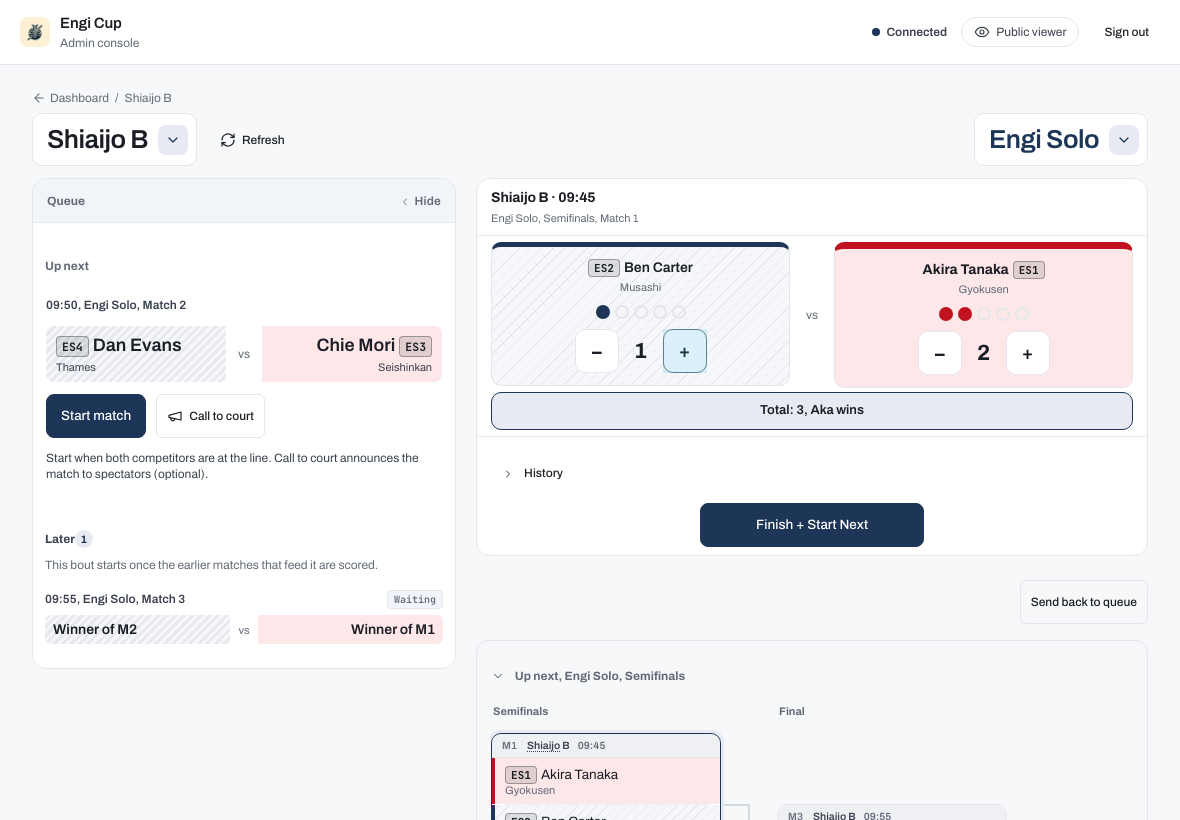 Engi Cup
Admin console
Connected
Public viewer
Sign out
Dashboard / Shiaijo B
Shiaijo B
Refresh
Engi Solo
Queue
Hide
Up next
09:50, Engi Solo, Match 2
ES4 Dan Evans
Thames
vs
Chie Mori ES3
Seishinkan
Start match
Call to court
Start when both competitors are at the line. Call to court announces the
match to spectators (optional).
Later 1
This bout starts once the earlier matches that feed it are scored.
09:55, Engi Solo, Match 3
Waiting
Winner of M2
vs
Winner of M1
Shiaijo B · 09:45
Engi Solo, Semifinals, Match 1
ES2 Ben Carter
Musashi
– 1 +
vs
Akira Tanaka ES1
Gyokusen
– 2 +
Total: 3, Aka wins
History
Finish + Start Next
Send back to queue
Up next, Engi Solo, Semifinals
Semifinals
Final
M1 Shiaijo B 09:45
ES1 Akira Tanaka
Gyokusen
ES2 Ben Carter
M3 Shiaijo B 09:55